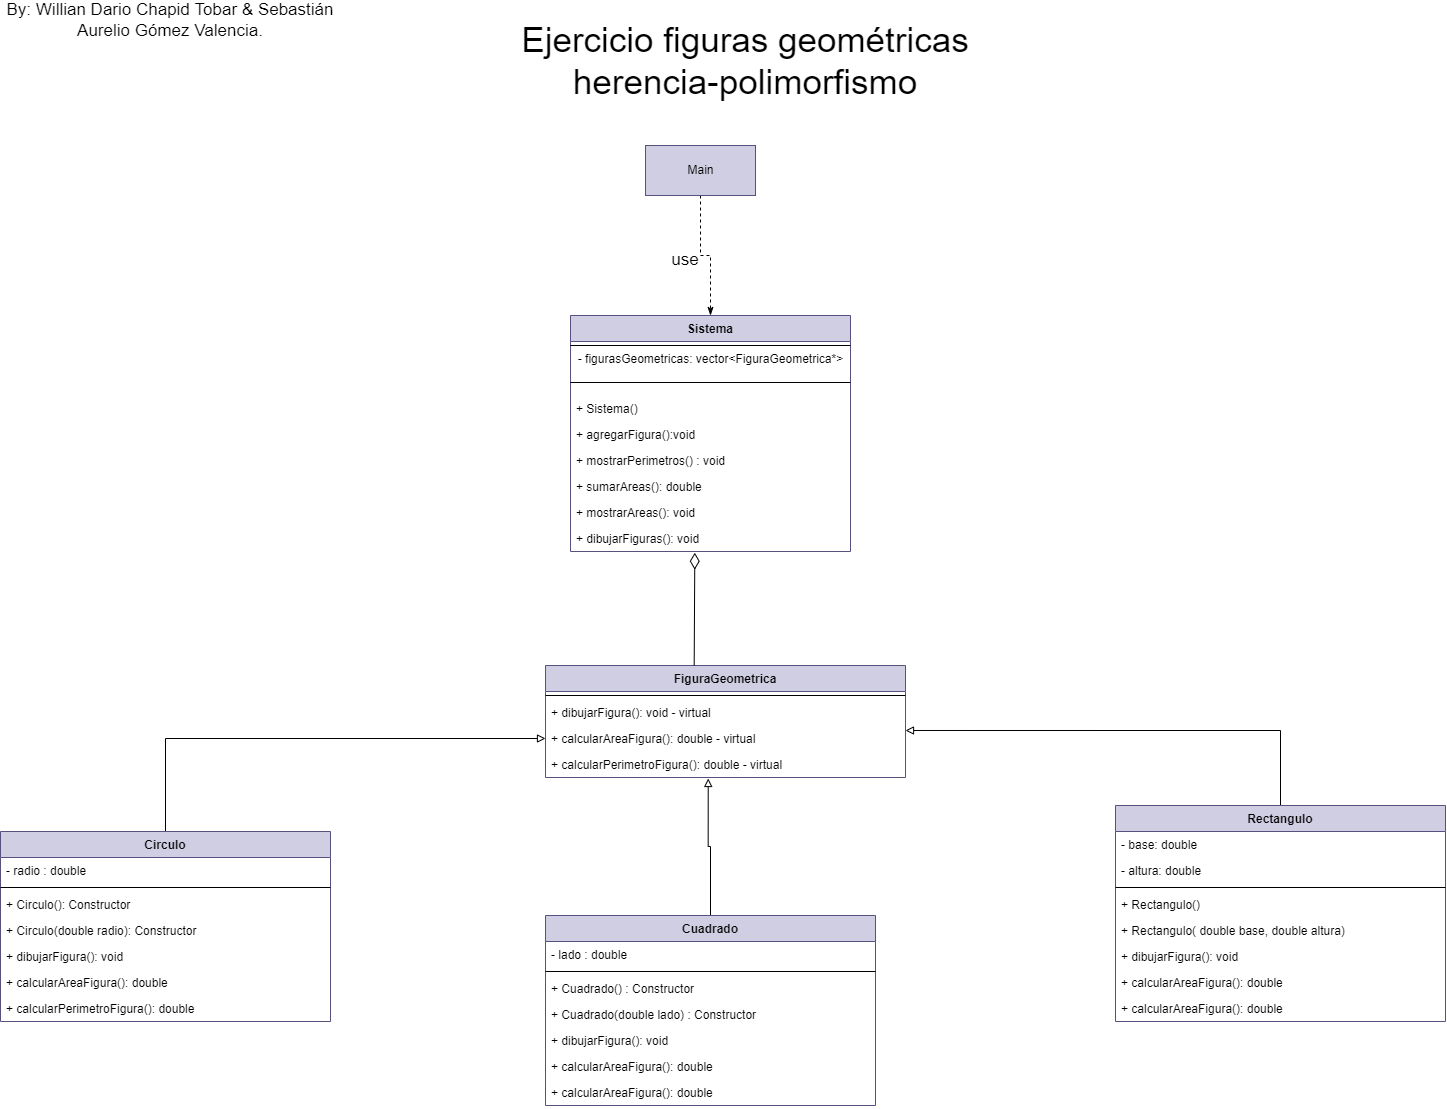 By: Willian Dario Chapid Tobar & Sebastián
Aurelio Gómez Valencia.
Ejercicio figuras geométricas
herencia-polimorfismo
Main
use
Sistema
- figurasGeometricas: vector<FiguraGeometrica*>
+ Sistema()
+ agregarFigura():void
+ mostrarPerimetros() : void
+ sumarAreas(): double
+ mostrarAreas(): void
+ dibujarFiguras(): void
FiguraGeometrica
+ dibujarFigura(): void - virtual
+ calcularAreaFigura(): double - virtual
+ calcularPerimetroFigura(): double - virtual
Circulo
- radio : double
+ Circulo(): Constructor
+ Circulo(double radio): Constructor
+ dibujarFigura(): void
+ calcularAreaFigura(): double
+ calcularPerimetroFigura(): double
Cuadrado
- lado : double
+ Cuadrado() : Constructor
+ Cuadrado(double lado) : Constructor
+ dibujarFigura(): void
+ calcularAreaFigura(): double
+ calcularAreaFigura(): double
Rectangulo
- base: double
- altura: double
+ Rectangulo()
+ Rectangulo( double base, double altura)
+ dibujarFigura(): void
+ calcularAreaFigura(): double
+ calcularAreaFigura(): double